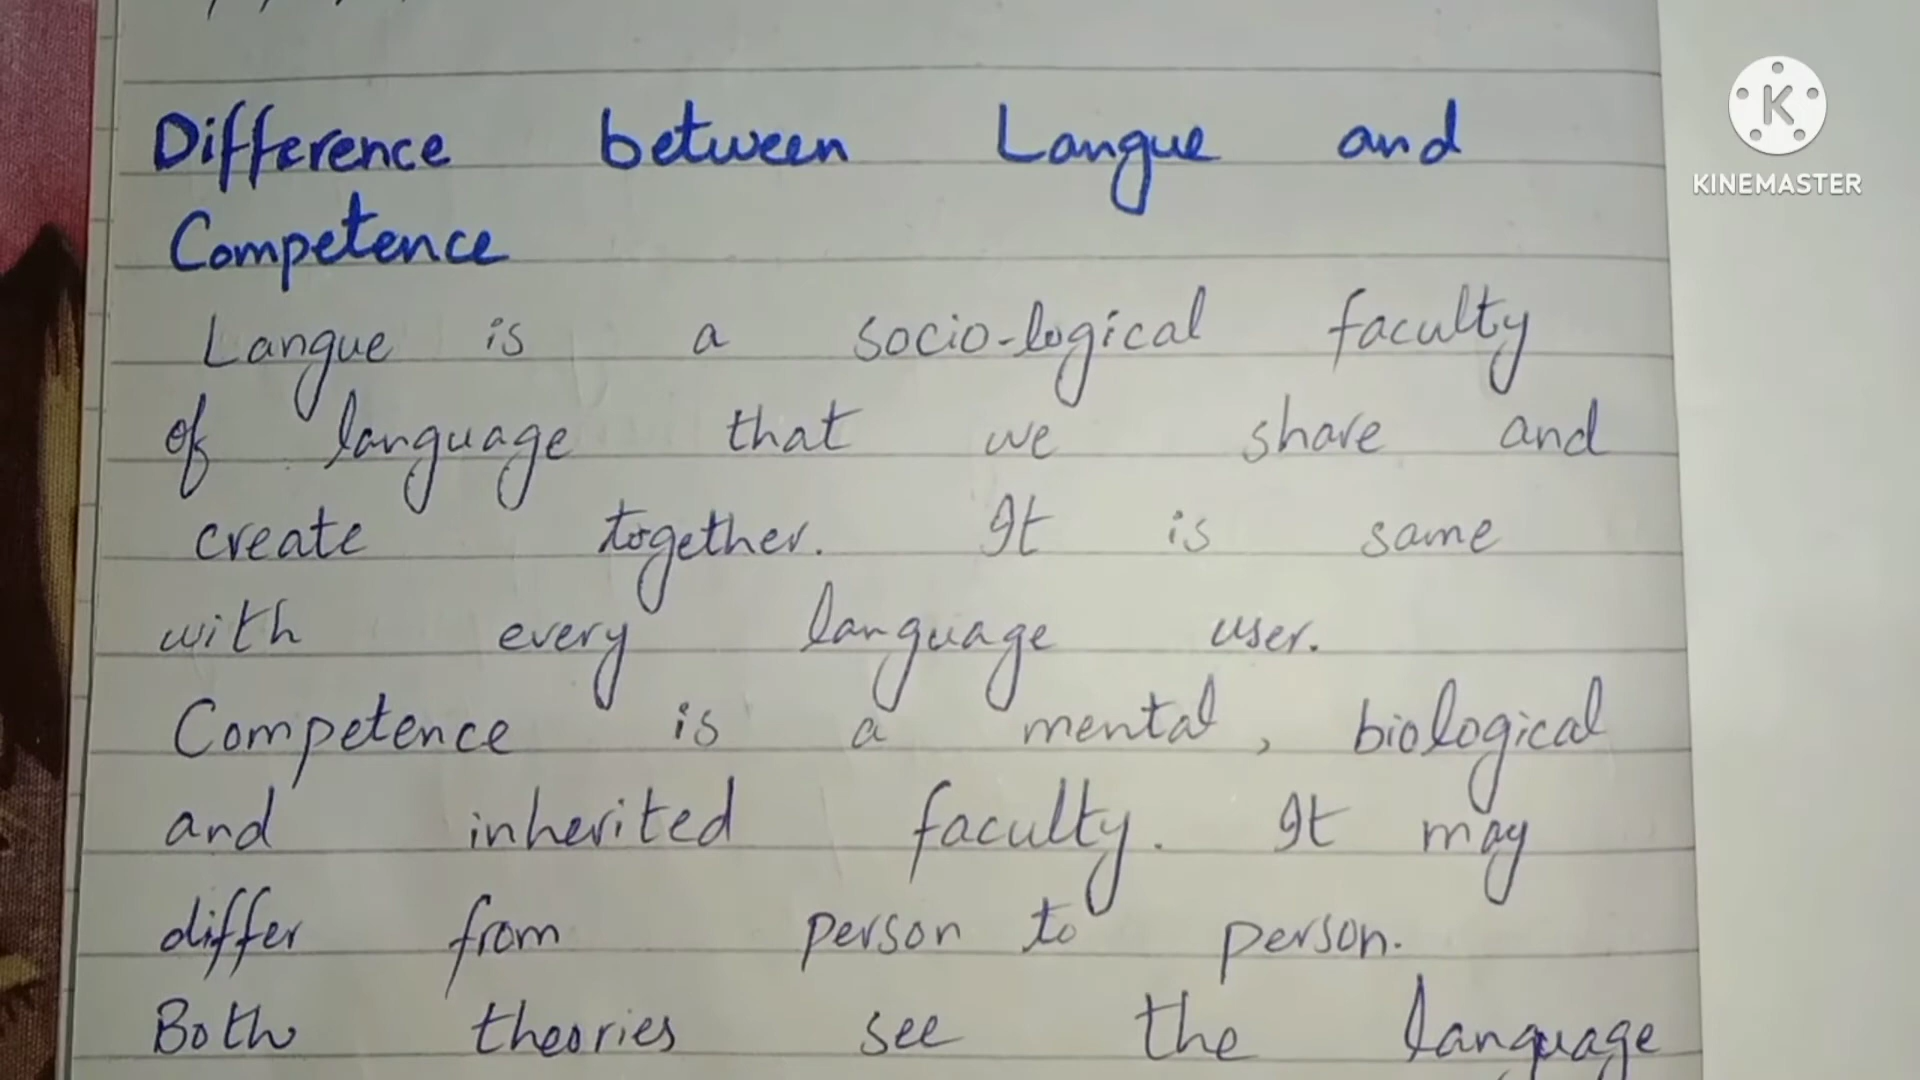 Difference between Langue and
Competence
Langue is a socio-logical faculty
of language that we share and
create together. It is same
with every language user.
Competence is a mental, biological
and inherited faculty. It may
differ from person to person.
Both theories see the language
K
KINEMASTER